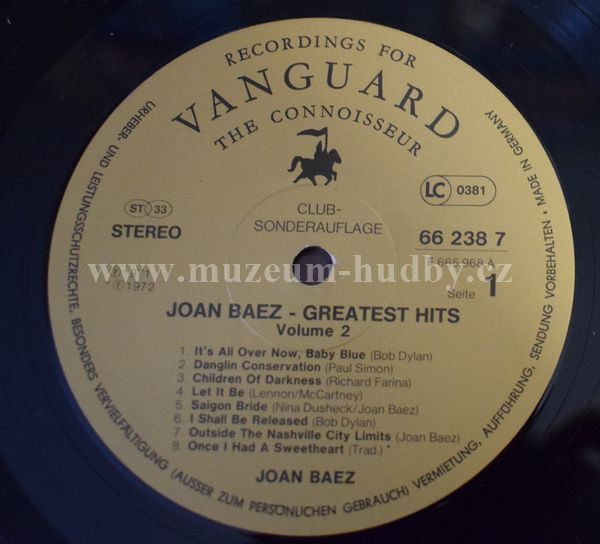 RECORDINGS FOR
VANGUARD
THE CONNOISSEUR
ST 33
STEREO
CLUB-
SONDERAUFLAGE
LC 0381
66 238 7
F 665 968 A
Seite 1
℗ 1971
℗ 1972
www.muzeum-hudby.cz
JOAN BAEZ - GREATEST HITS
Volume 2
1. It's All Over Now, Baby Blue (Bob Dylan)
2. Danglin Conservation (Paul Simon)
3. Children Of Darkness (Richard Farina)
4. Let It Be (Lennon/McCartney)
5. Saigon Bride (Nina Dusheck/Joan Baez)
6. I Shall Be Released (Bob Dylan)
7. Outside The Nashville City Limits (Joan Baez)
8. Once I Had A Sweetheart (Trad.) *
JOAN BAEZ
URHEBER- UND LEISTUNGSSCHUTZRECHTE, BESONDERS VERVIELFÄLTIGUNG (AUSSER ZUM PERSÖNLICHEN GEBRAUCH) VERMIETUNG, AUFFÜHRUNG, SENDUNG VORBEHALTEN • MADE IN GERMANY